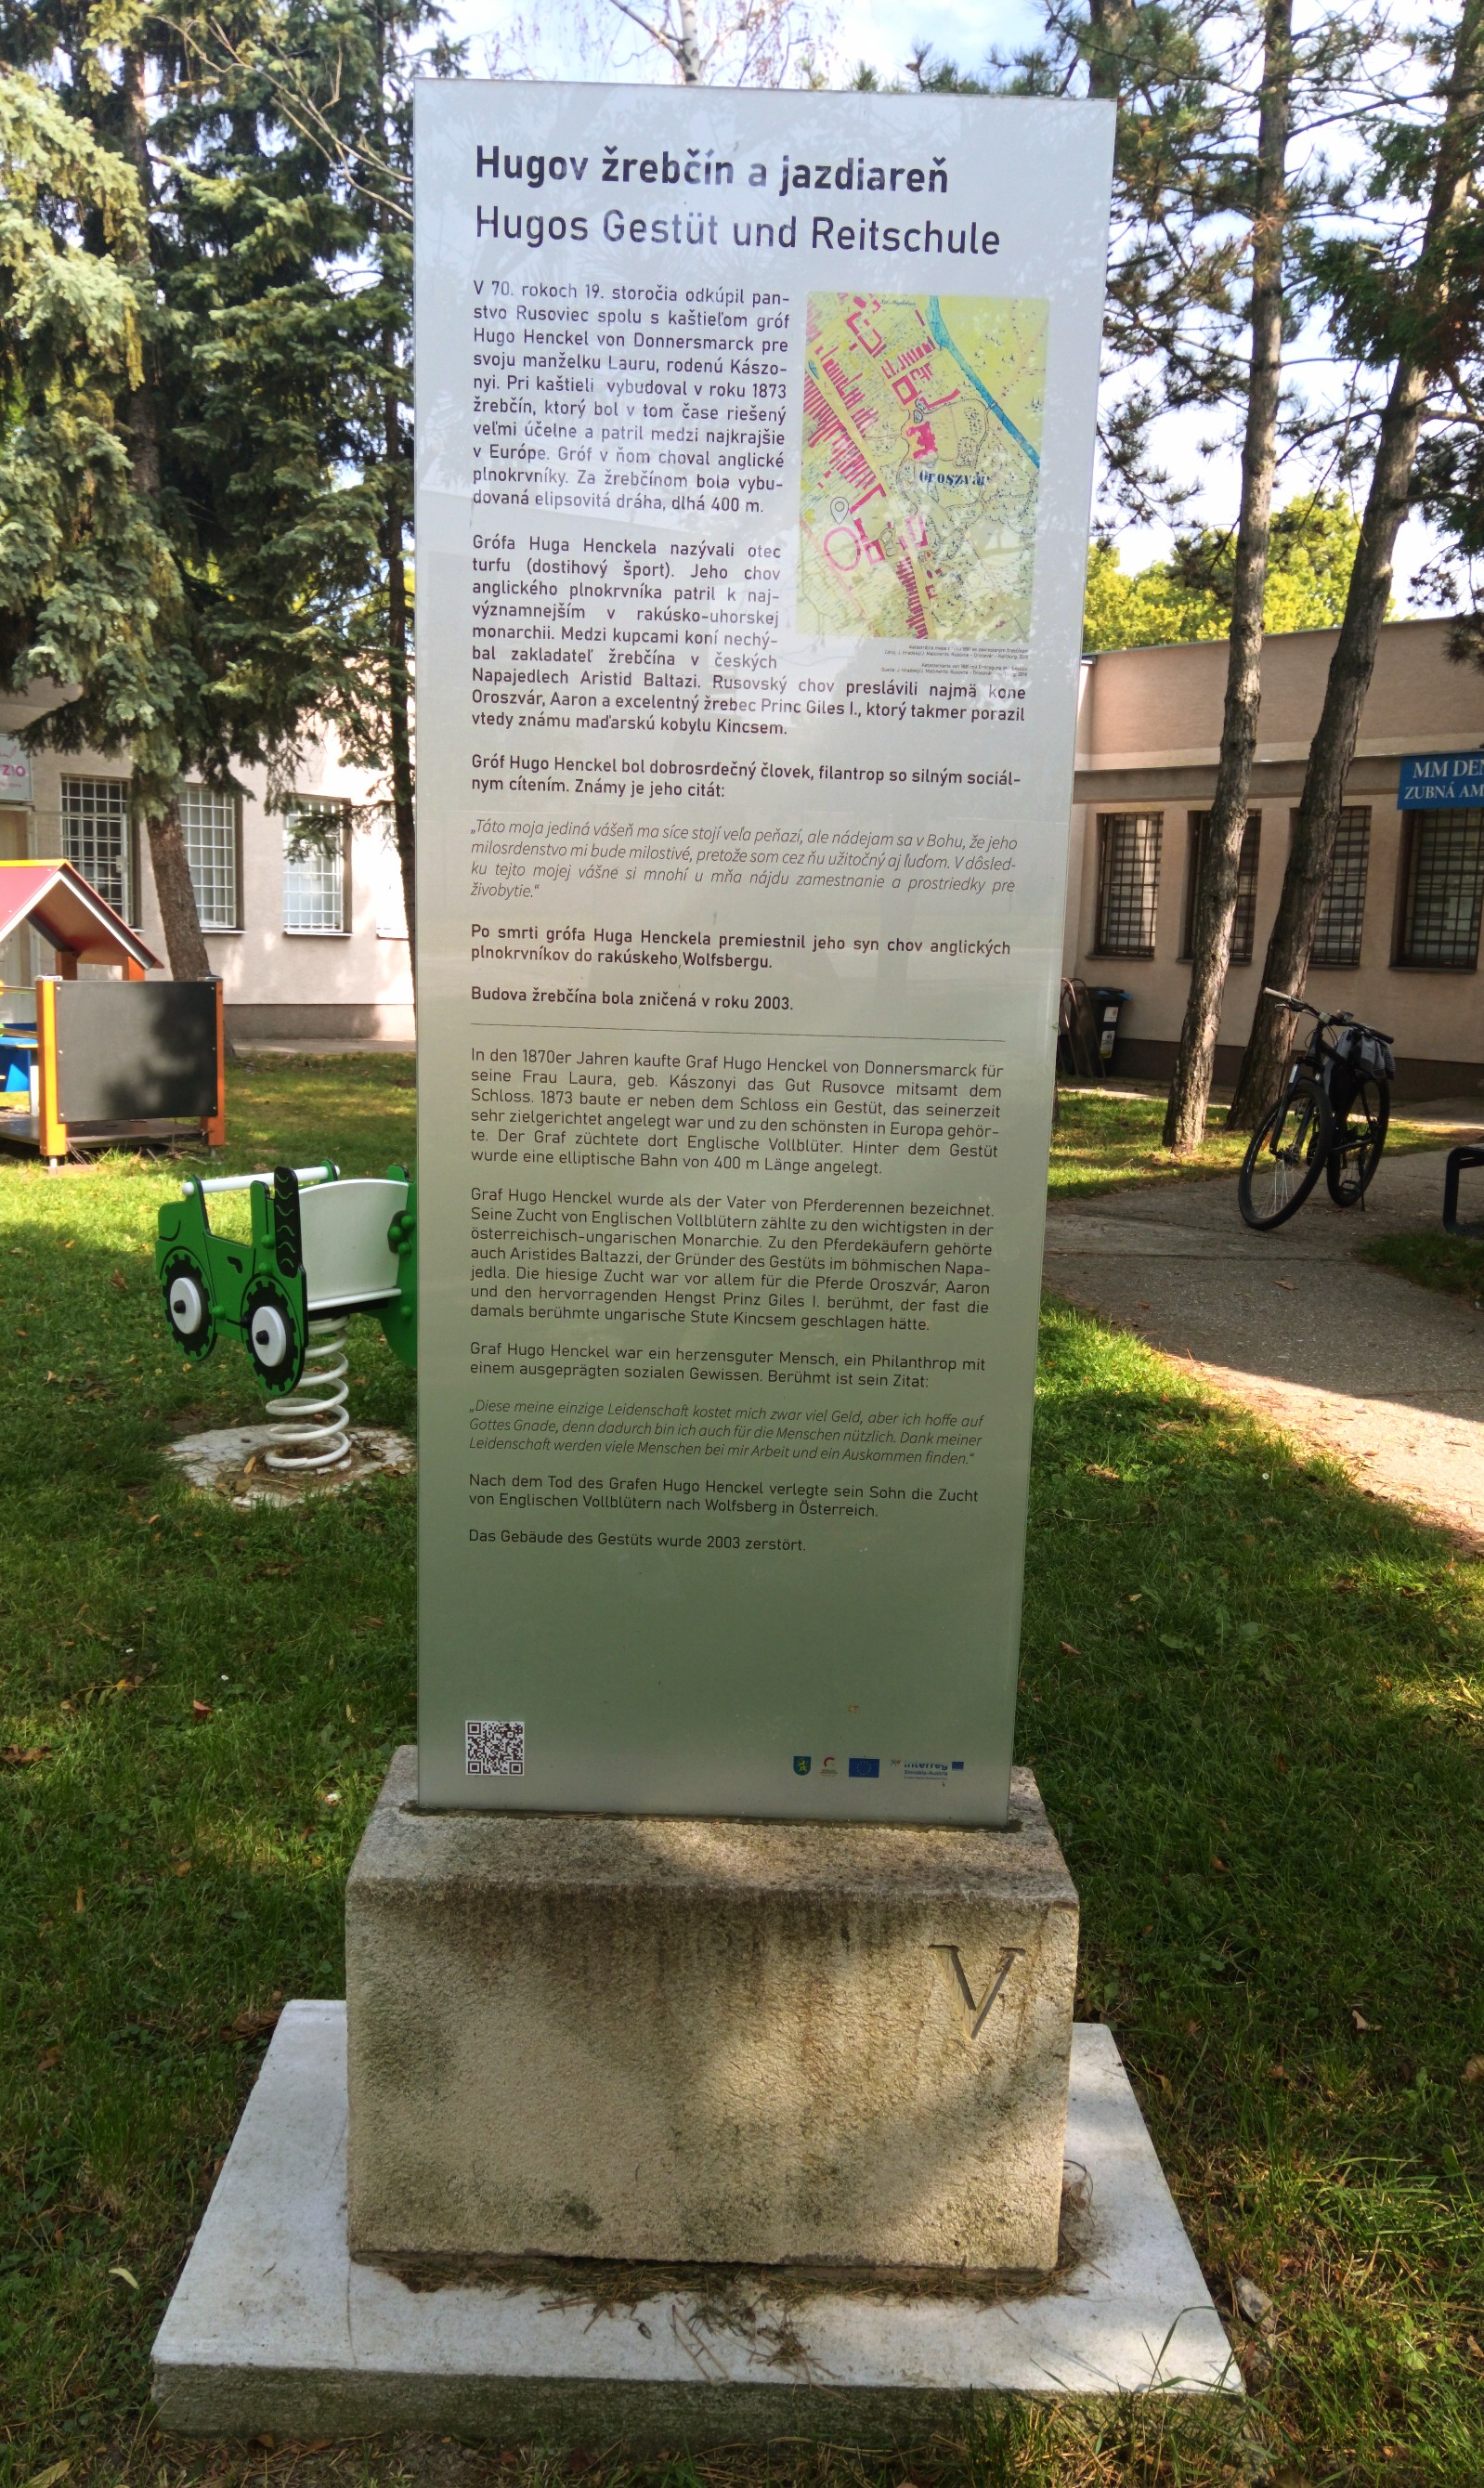 Hugov žrebčín a jazdiareň
Hugos Gestüt und Reitschule
V 70. rokoch 19. storočia odkúpil pan-
stvo Rusoviec spolu s kaštieľom gróf
Hugo Henckel von Donnersmarck pre
svoju manželku Lauru, rodenú Kászo-
nyi. Pri kaštieli vybudoval v roku 1873
žrebčín, ktorý bol v tom čase riešený
veľmi účelne a patril medzi najkrajšie
v Európe. Gróf v ňom choval anglické
plnokrvníky. Za žrebčínom bola vybu-
dovaná elipsovitá dráha, dlhá 400 m.
Oroszvár
Grófa Huga Henckela nazývali otec
turfu (dostihový šport). Jeho chov
anglického plnokrvníka patril k naj-
významnejším v rakúsko-uhorskej
monarchii. Medzi kupcami koní nechý-
bal zakladateľ žrebčína v českých
Napajedlech Aristid Baltazi. Rusovský chov preslávili najmä kone
Oroszvár, Aaron a excelentný žrebec Princ Giles I., ktorý takmer porazil
vtedy známu maďarskú kobylu Kincsem.
Gróf Hugo Henckel bol dobrosrdečný človek, filantrop so silným sociál-
nym cítením. Známy je jeho citát:
„Táto moja jediná vášeň ma síce stojí veľa peňazí, ale nádejam sa v Bohu, že jeho
milosrdenstvo mi bude milostivé, pretože som cez ňu užitočný aj ľuďom. V dôsled-
ku tejto mojej vášne si mnohí u mňa nájdu zamestnanie a prostriedky pre
živobytie.“
Po smrti grófa Huga Henckela premiestnil jeho syn chov anglických
plnokrvníkov do rakúskeho Wolfsbergu.
Budova žrebčína bola zničená v roku 2003.
In den 1870er Jahren kaufte Graf Hugo Henckel von Donnersmarck für
seine Frau Laura, geb. Kászonyi das Gut Rusovce mitsamt dem
Schloss. 1873 baute er neben dem Schloss ein Gestüt, das seinerzeit
sehr zielgerichtet angelegt war und zu den schönsten in Europa gehör-
te. Der Graf züchtete dort Englische Vollblüter. Hinter dem Gestüt
wurde eine elliptische Bahn von 400 m Länge angelegt.
Graf Hugo Henckel wurde als der Vater von Pferderennen bezeichnet.
Seine Zucht von Englischen Vollblütern zählte zu den wichtigsten in der
österreichisch-ungarischen Monarchie. Zu den Pferdekäufern gehörte
auch Aristides Baltazzi, der Gründer des Gestüts im böhmischen Napa-
jedla. Die hiesige Zucht war vor allem für die Pferde Oroszvár, Aaron
und den hervorragenden Hengst Prinz Giles I. berühmt, der fast die
damals berühmte ungarische Stute Kincsem geschlagen hätte.
Graf Hugo Henckel war ein herzensguter Mensch, ein Philanthrop mit
einem ausgeprägten sozialen Gewissen. Berühmt ist sein Zitat:
„Diese meine einzige Leidenschaft kostet mich zwar viel Geld, aber ich hoffe auf
Gottes Gnade, denn dadurch bin ich auch für die Menschen nützlich. Dank meiner
Leidenschaft werden viele Menschen bei mir Arbeit und ein Auskommen finden.“
Nach dem Tod des Grafen Hugo Henckel verlegte sein Sohn die Zucht
von Englischen Vollblütern nach Wolfsberg in Österreich.
Das Gebäude des Gestüts wurde 2003 zerstört.
Interreg
Slovakia-Austria
V
MM DEN
ZUBNÁ AM